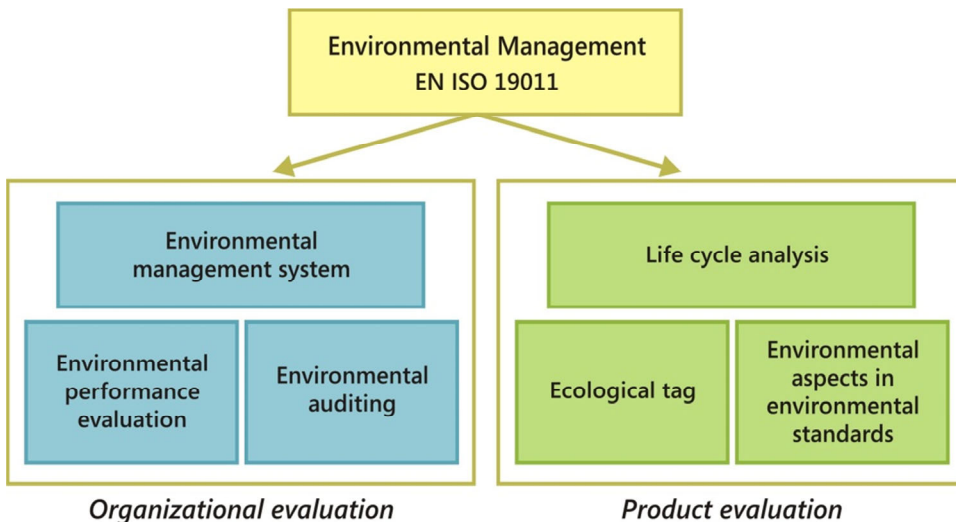 Environmental Management
EN ISO 19011
Environmental
management system
Environmental
performance
evaluation
Environmental
auditing
Organizational evaluation
Life cycle analysis
Ecological tag
Environmental
aspects in
environmental
standards
Product evaluation